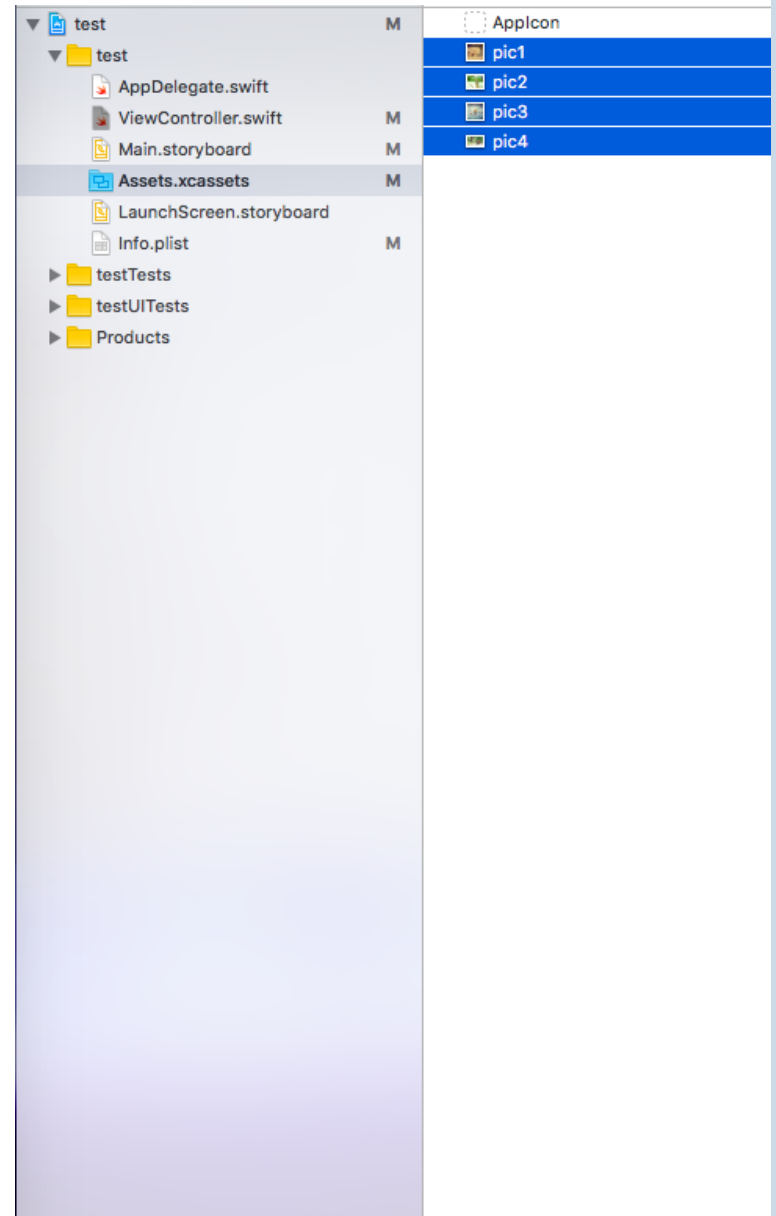 test M
test
AppDelegate.swift
ViewController.swift M
Main.storyboard M
Assets.xcassets M
LaunchScreen.storyboard
Info.plist M
testTests
testUITests
Products
AppIcon
pic1
pic2
pic3
pic4